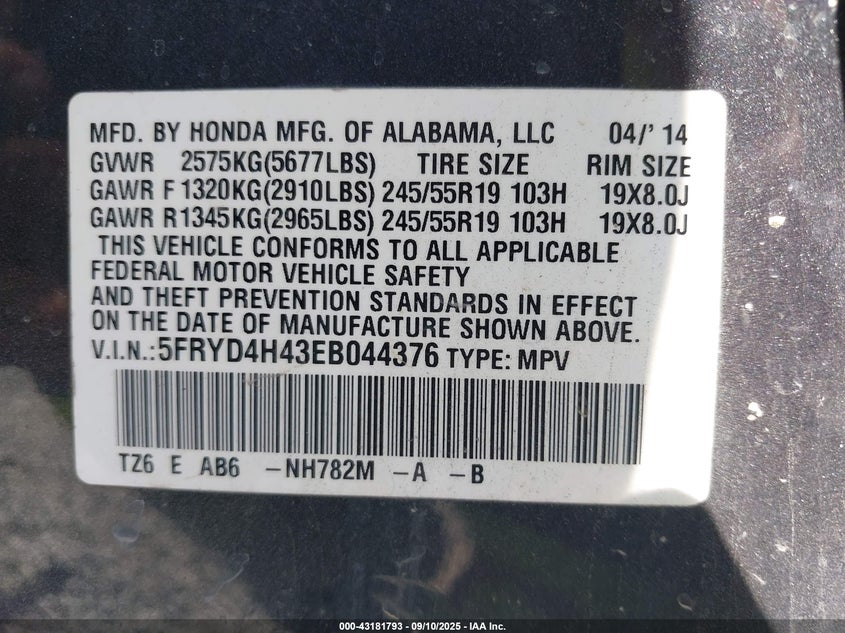 MFD. BY HONDA MFG. OF ALABAMA, LLC 04/' 14
GVWR 2575KG(5677LBS) TIRE SIZE RIM SIZE
GAWR F 1320KG(2910LBS) 245/55R19 103H 19X8.0J
GAWR R1345KG(2965LBS) 245/55R19 103H 19X8.0J
THIS VEHICLE CONFORMS TO ALL APPLICABLE
FEDERAL MOTOR VEHICLE SAFETY
AND THEFT PREVENTION STANDARDS IN EFFECT
ON THE DATE OF MANUFACTURE SHOWN ABOVE.
V.I.N.:5FRYD4H43EB044376 TYPE: MPV
TZ6 E AB6 -NH782M -A -B
000-43181793 - 09/10/2025 - IAA Inc.